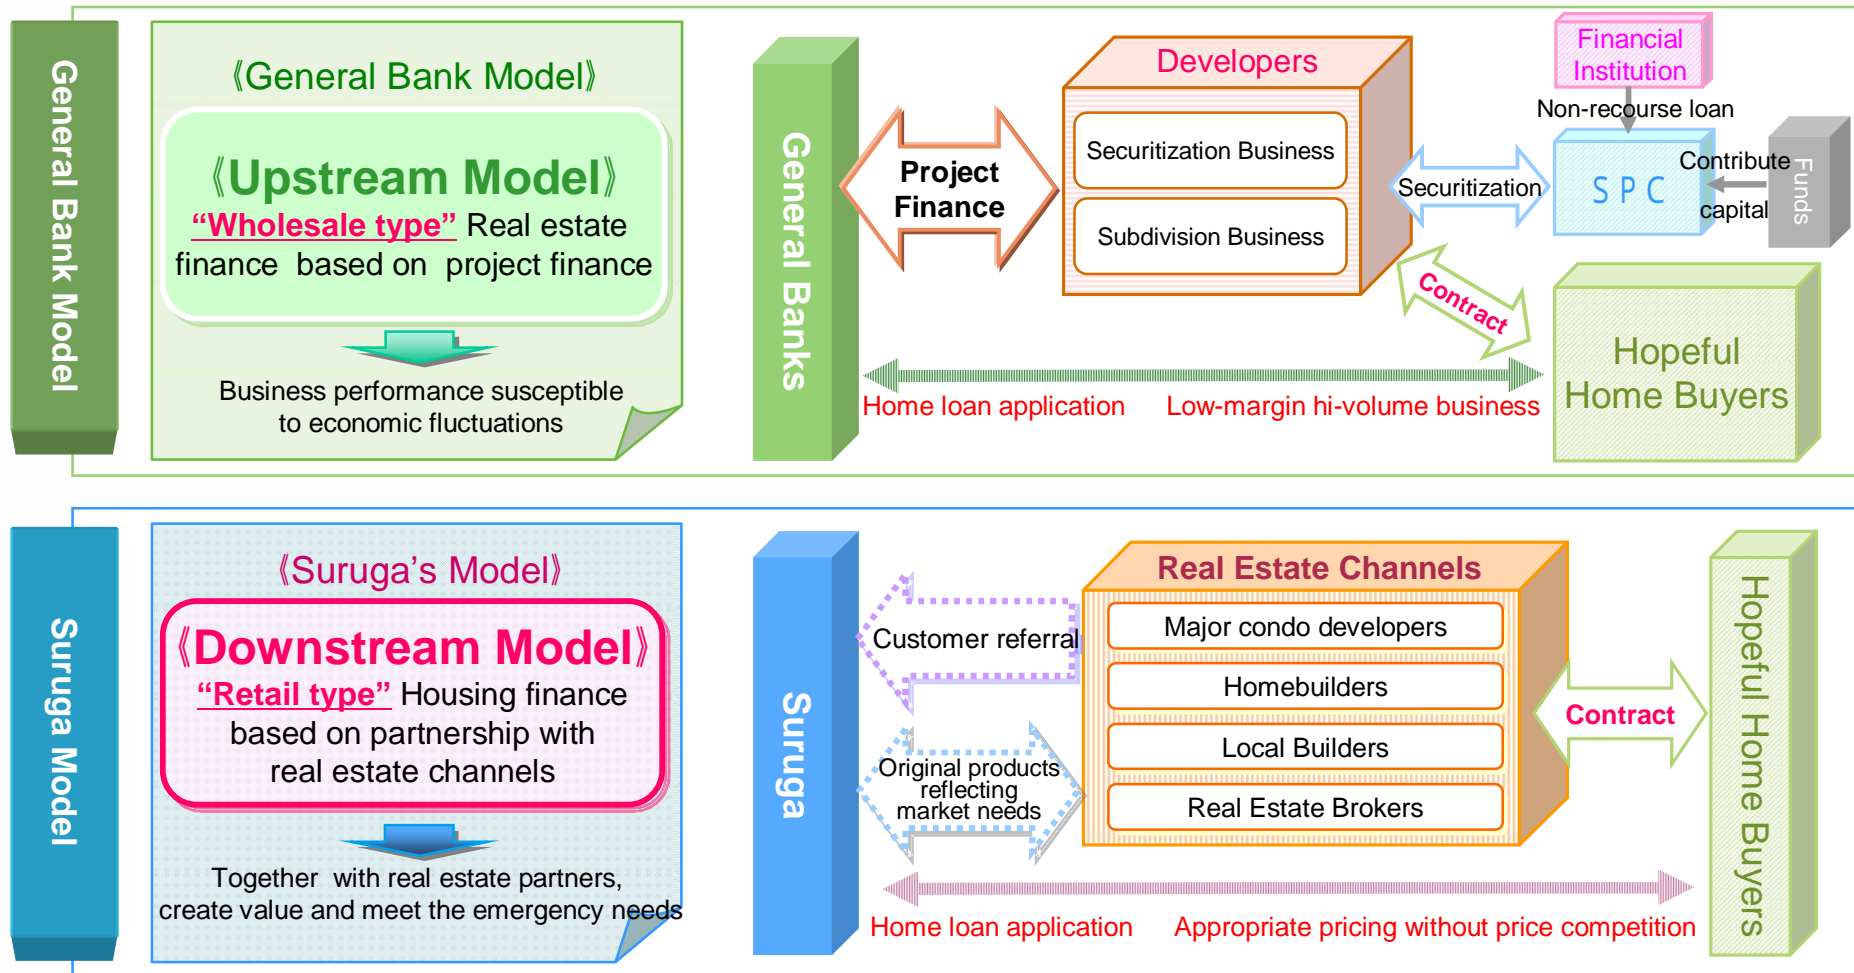 General Bank Model
《General Bank Model》
《Upstream Model》
“Wholesale type” Real estate
finance based on project finance
Business performance susceptible
to economic fluctuations
General Banks
Project
Finance
Developers
Securitization Business
Subdivision Business
Securitization
Financial
Institution
Non-recourse loan
SPC
Contribute
capital
Funds
Contract
Hopeful
Home Buyers
Home loan application
Low-margin hi-volume business
Suruga Model
《Suruga’s Model》
《Downstream Model》
“Retail type” Housing finance
based on partnership with
real estate channels
Together with real estate partners,
create value and meet the emergency needs
Suruga
Customer referral
Original products
reflecting
market needs
Real Estate Channels
Major condo developers
Homebuilders
Local Builders
Real Estate Brokers
Contract
Hopeful Home Buyers
Home loan application
Appropriate pricing without price competition